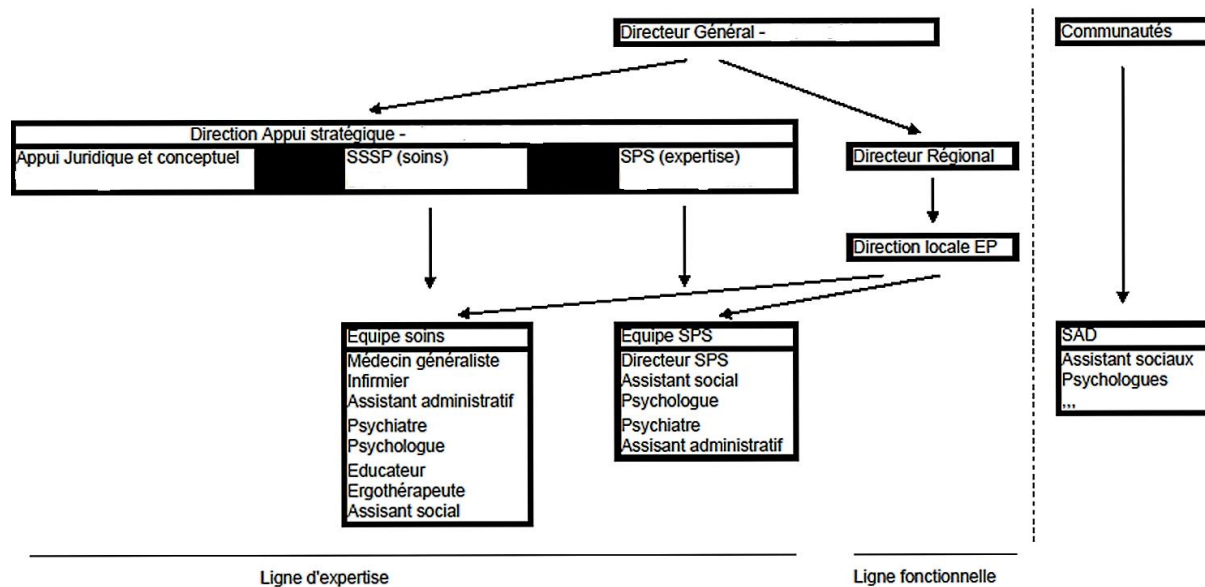 Directeur Général -
Communautés
Direction Appui stratégique -
Appui Juridique et conceptuel
SSSP (soins)
SPS (expertise)
Directeur Régional
Direction locale EP
Equipe soins
Médecin généraliste
Infirmier
Assistant administratif
Psychiatre
Psychologue
Educateur
Ergothérapeute
Assisant social
Equipe SPS
Directeur SPS
Assistant social
Psychologue
Psychiatre
Assisant administratif
SAD
Assistant sociaux
Psychologues
,,,
Ligne d'expertise
Ligne fonctionnelle